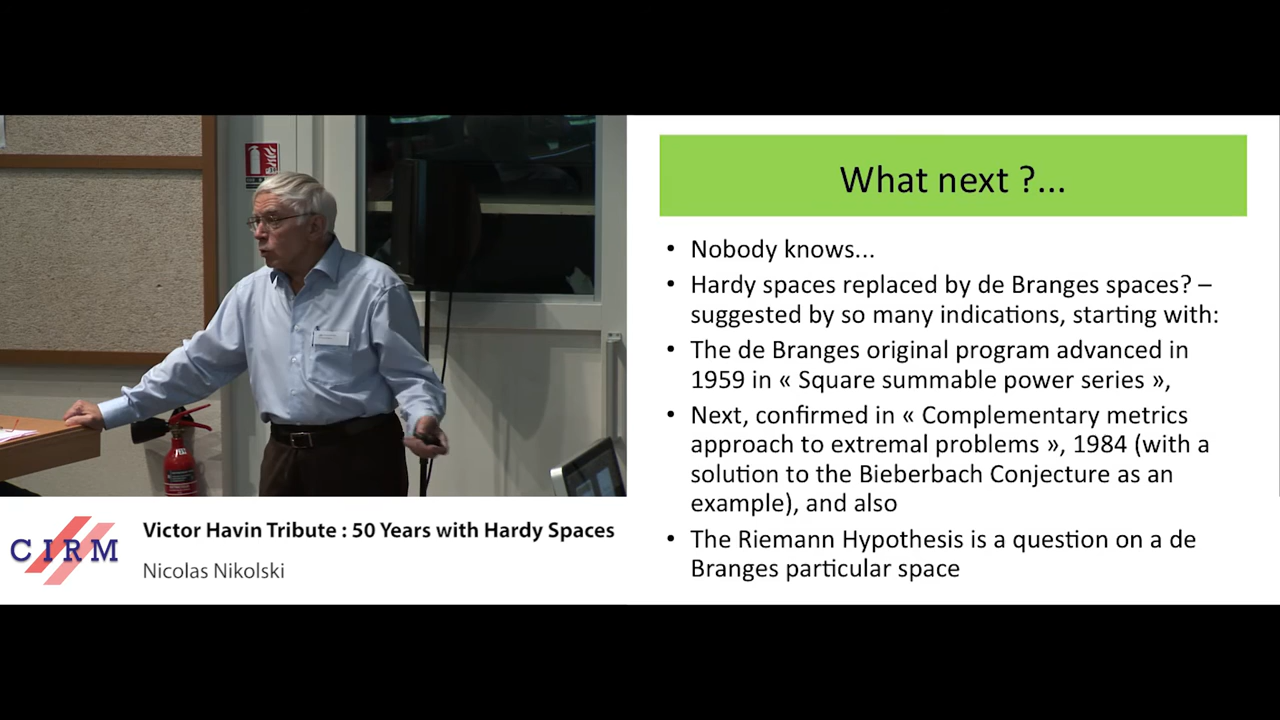 What next ?...
• Nobody knows...
• Hardy spaces replaced by de Branges spaces? –
suggested by so many indications, starting with:
• The de Branges original program advanced in
1959 in « Square summable power series »,
• Next, confirmed in « Complementary metrics
approach to extremal problems », 1984 (with a
solution to the Bieberbach Conjecture as an
example), and also
• The Riemann Hypothesis is a question on a de
Branges particular space
CIRM
Victor Havin Tribute : 50 Years with Hardy Spaces
Nicolas Nikolski